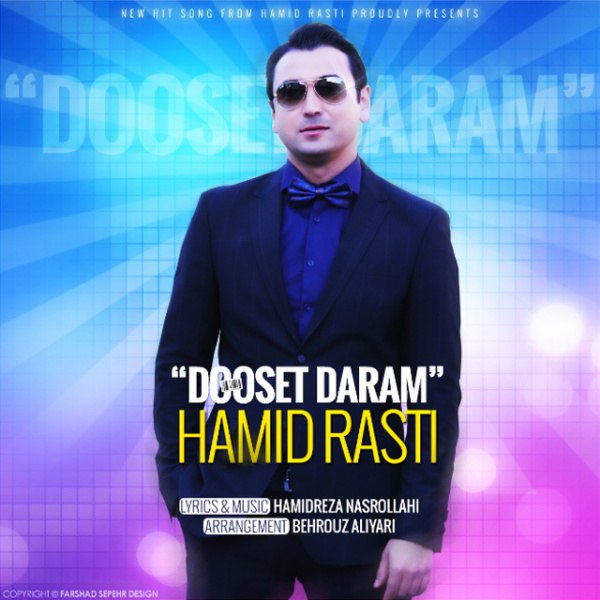 NEW HIT SONG FROM HAMID RASTI PROUDLY PRESENTS
"DOOSET DARAM"
"DOOSET DARAM"
HAMID RASTI
LYRICS & MUSIC HAMIDREZA NASROLLAHI
ARRANGEMENT BEHROUZ ALIYARI
COPYRIGHT © FARSHAD SEPEHR DESIGN